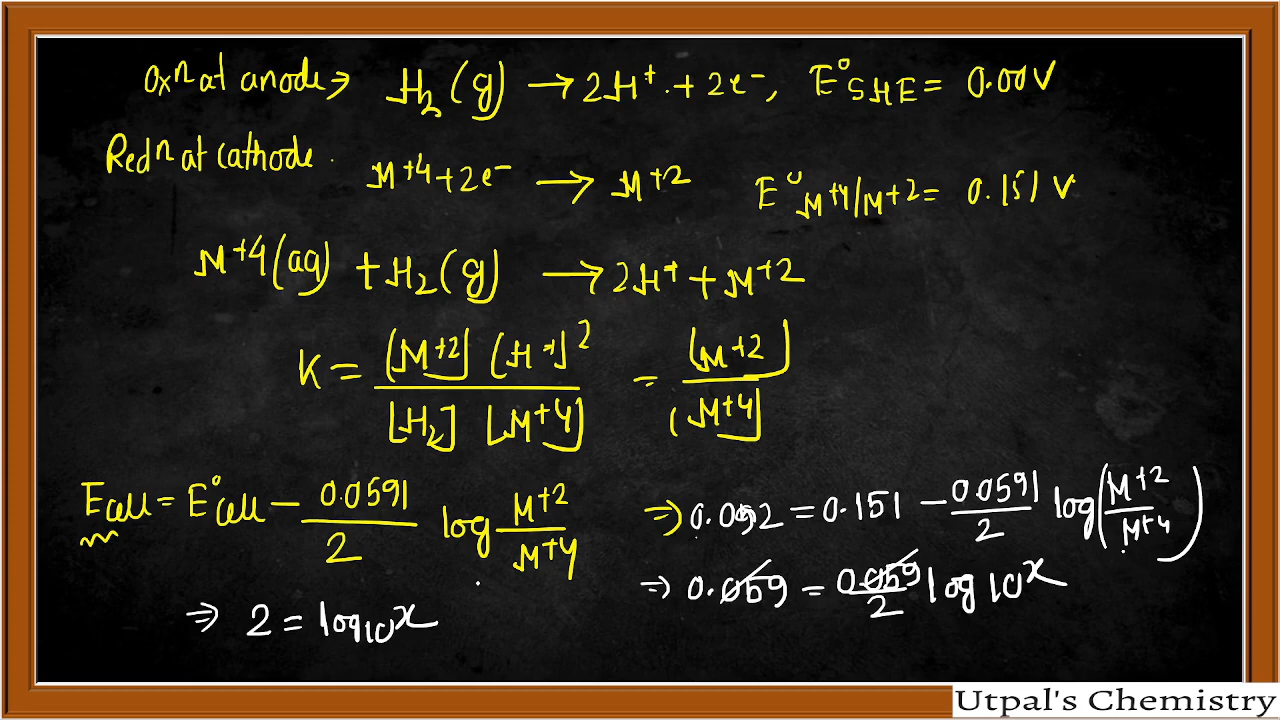 Oxn at anode → H2(g) → 2H+ + 2e-, E°SHE = 0.00V
Redn at cathode. M+4 + 2e- → M+2 E°M+4/M+2 = 0.151 V
M+4(aq) + H2(g) → 2H+ + M+2
K = [M+2] [H+]2 / [H2] [M+4] = [M+2] / [M+4]
Ecell = E°cell - 0.0591/2 log M+2/M+4
⇒ 0.092 = 0.151 - 0.0591/2 log (M+2/M+4)
⇒ 0.059 = 0.059/2 log 10^x
⇒ 2 = log10^x
Utpal's Chemistry